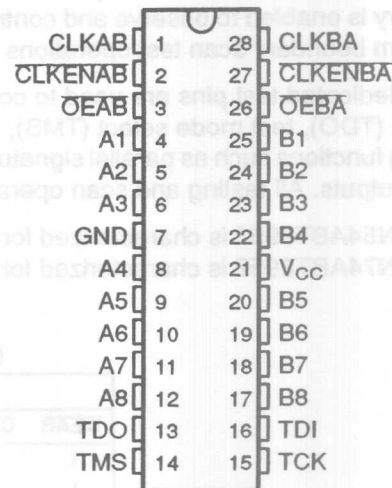 CLKAB 1 28 CLKBA
CLKENAB 2 27 CLKENBA
OEAB 3 26 OEBA
A1 4 25 B1
A2 5 24 B2
A3 6 23 B3
GND 7 22 B4
A4 8 21 VCC
A5 9 20 B5
A6 10 19 B6
A7 11 18 B7
A8 12 17 B8
TDO 13 16 TDI
TMS 14 15 TCK